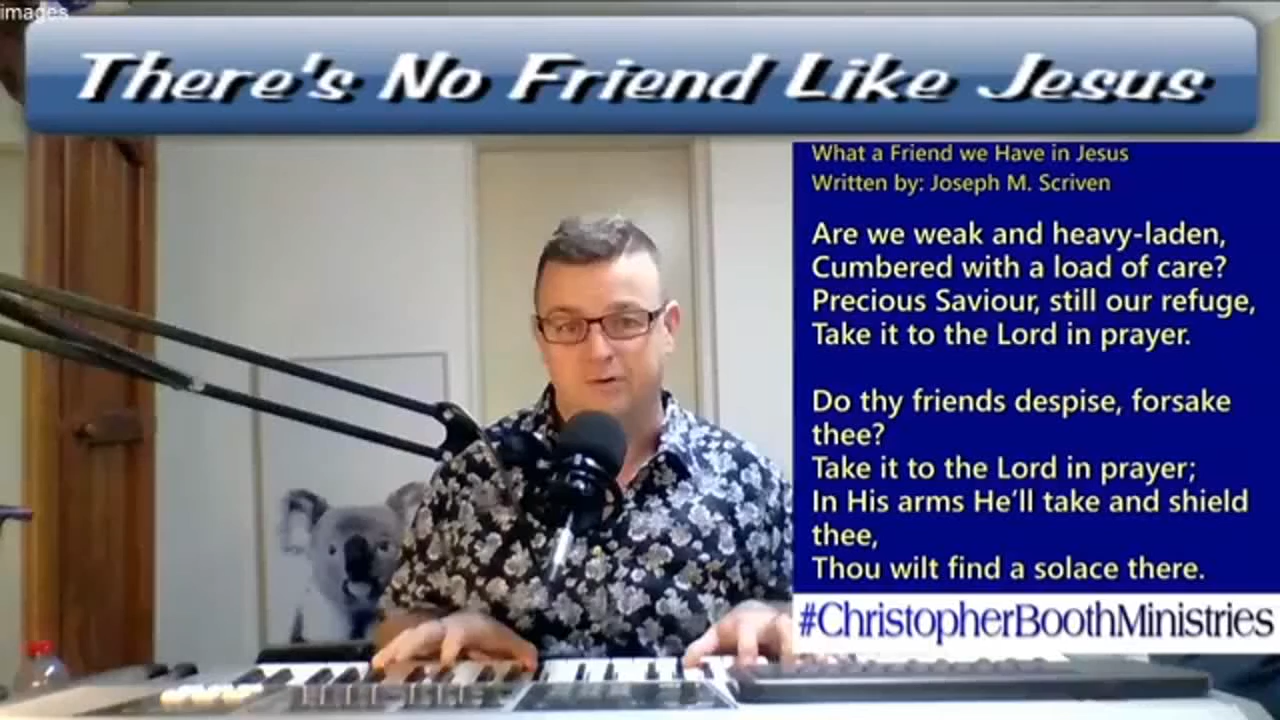 images
There's No Friend Like Jesus
What a Friend we Have in Jesus
Written by: Joseph M. Scriven
Are we weak and heavy-laden,
Cumbered with a load of care?
Precious Saviour, still our refuge,
Take it to the Lord in prayer.
Do thy friends despise, forsake
thee?
Take it to the Lord in prayer;
In His arms He’ll take and shield
thee,
Thou wilt find a solace there.
#ChristopherBoothMinistries